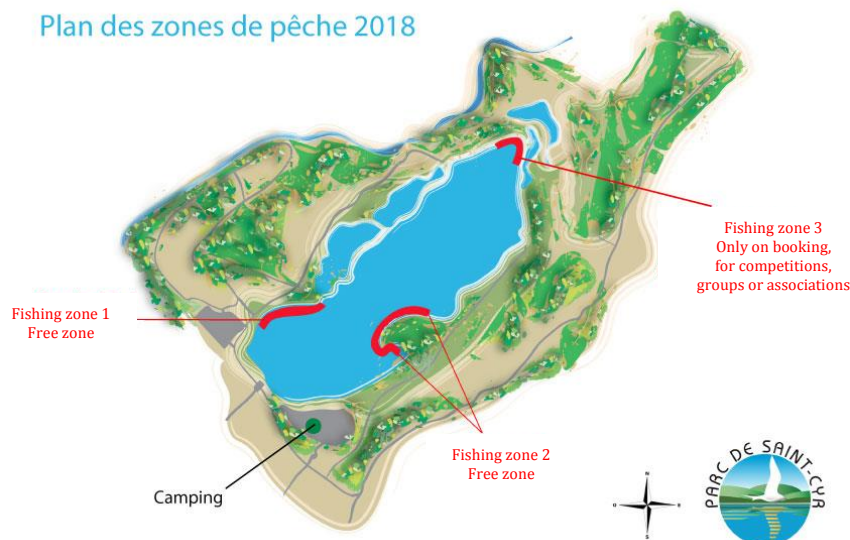 Plan des zones de pêche 2018
Fishing zone 3
Only on booking,
for competitions,
groups or associations
Fishing zone 1
Free zone
Fishing zone 2
Free zone
Camping
N
O
E
S
PARC DE SAINT-CYR